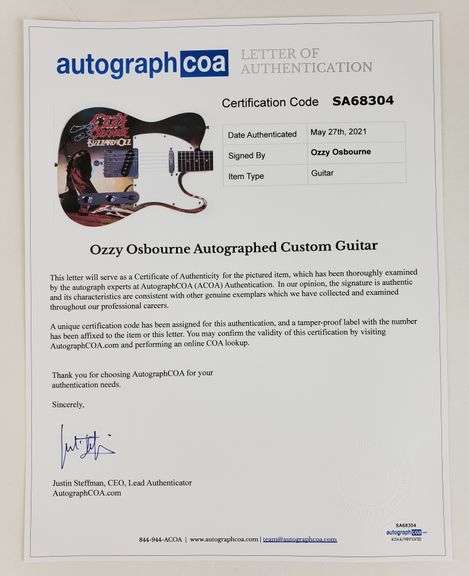 autographcoa LETTER OF
AUTHENTICATION
Certification Code SA68304
Date Authenticated May 27th, 2021
Signed By Ozzy Osbourne
Item Type Guitar
BLIZZARD OF OZZ
Ozzy Osbourne Autographed Custom Guitar
This letter will serve as a Certificate of Authenticity for the pictured item, which has been thoroughly examined
by the autograph experts at AutographCOA (ACOA) Authentication. In our opinion, the signature is authentic
and its characteristics are consistent with other genuine exemplars which we have collected and examined
throughout our professional careers.
A unique certification code has been assigned for this authentication, and a tamper-proof label with the number
has been affixed to the item or this letter. You may confirm the validity of this certification by visiting
AutographCOA.com and performing an online COA lookup.
Thank you for choosing AutographCOA for your
authentication needs.
Sincerely,
Justin Steffman, CEO, Lead Authenticator
AutographCOA.com
844-944-ACOA | www.autographcoa.com | team@autographcoa.com
SA68304
autographcoa